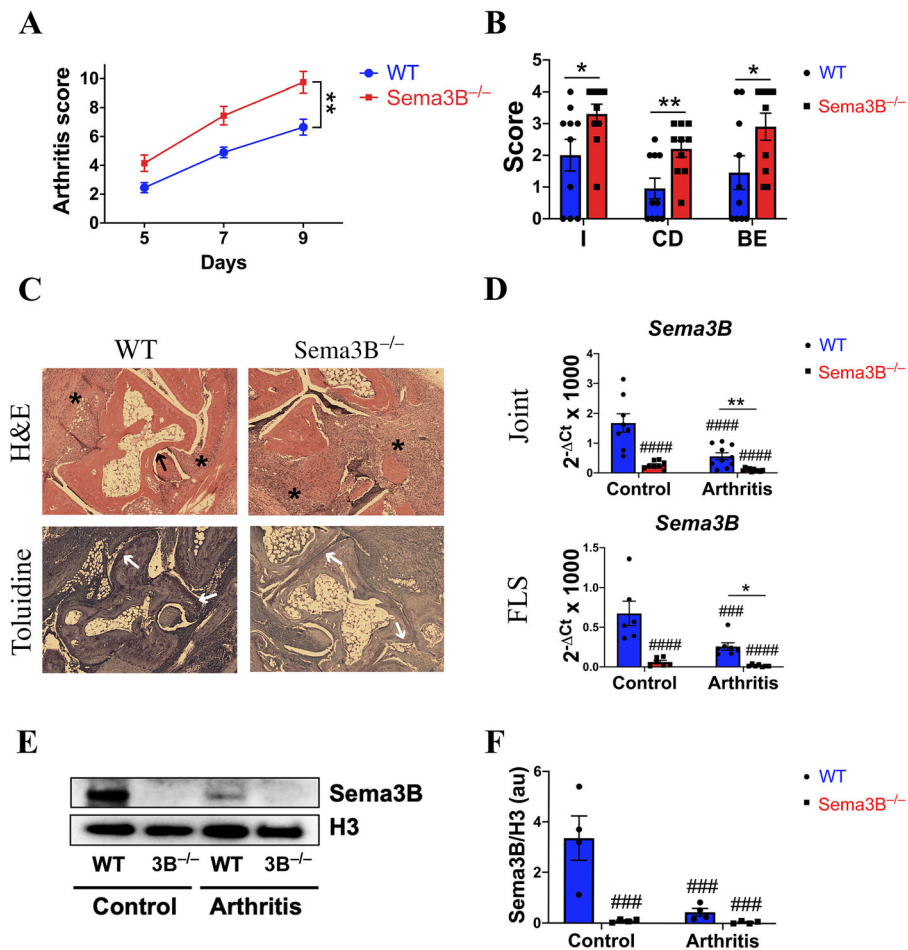 A
Arthritis score
10
8
6
4
2
0
5
7
9
Days
**
WT
Sema3B–/–
B
Score
4
3
2
1
0
*
**
*
I
CD
BE
WT
Sema3B–/–
C
WT
Sema3B–/–
H&E
*
*
*
*
Toluidine
D
Joint
Sema3B
2-ΔCt x 1000
4
3
2
1
0
####
####
**
####
Control
Arthritis
WT
Sema3B–/–
FLS
Sema3B
2-ΔCt x 1000
1.5
1.0
0.5
0.0
####
###
*
####
Control
Arthritis
E
Sema3B
H3
WT 3B–/– WT 3B–/–
Control Arthritis
F
Sema3B/H3 (au)
6
4
2
0
###
###
###
Control
Arthritis
WT
Sema3B–/–